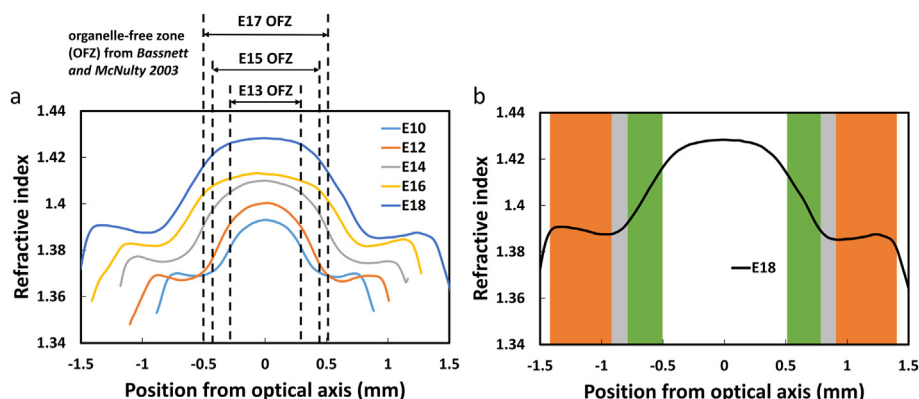 E17 OFZ
organelle-free zone
(OFZ) from Bassnett
and McNulty 2003
E15 OFZ
E13 OFZ
a
1.44
1.42
1.4
1.38
1.36
1.34
Refractive index
E10
E12
E14
E16
E18
-1.5 -1 -0.5 0 0.5 1 1.5
Position from optical axis (mm)
b
1.44
1.42
1.4
1.38
1.36
1.34
Refractive index
E18
-1.5 -1 -0.5 0 0.5 1 1.5
Position from optical axis (mm)